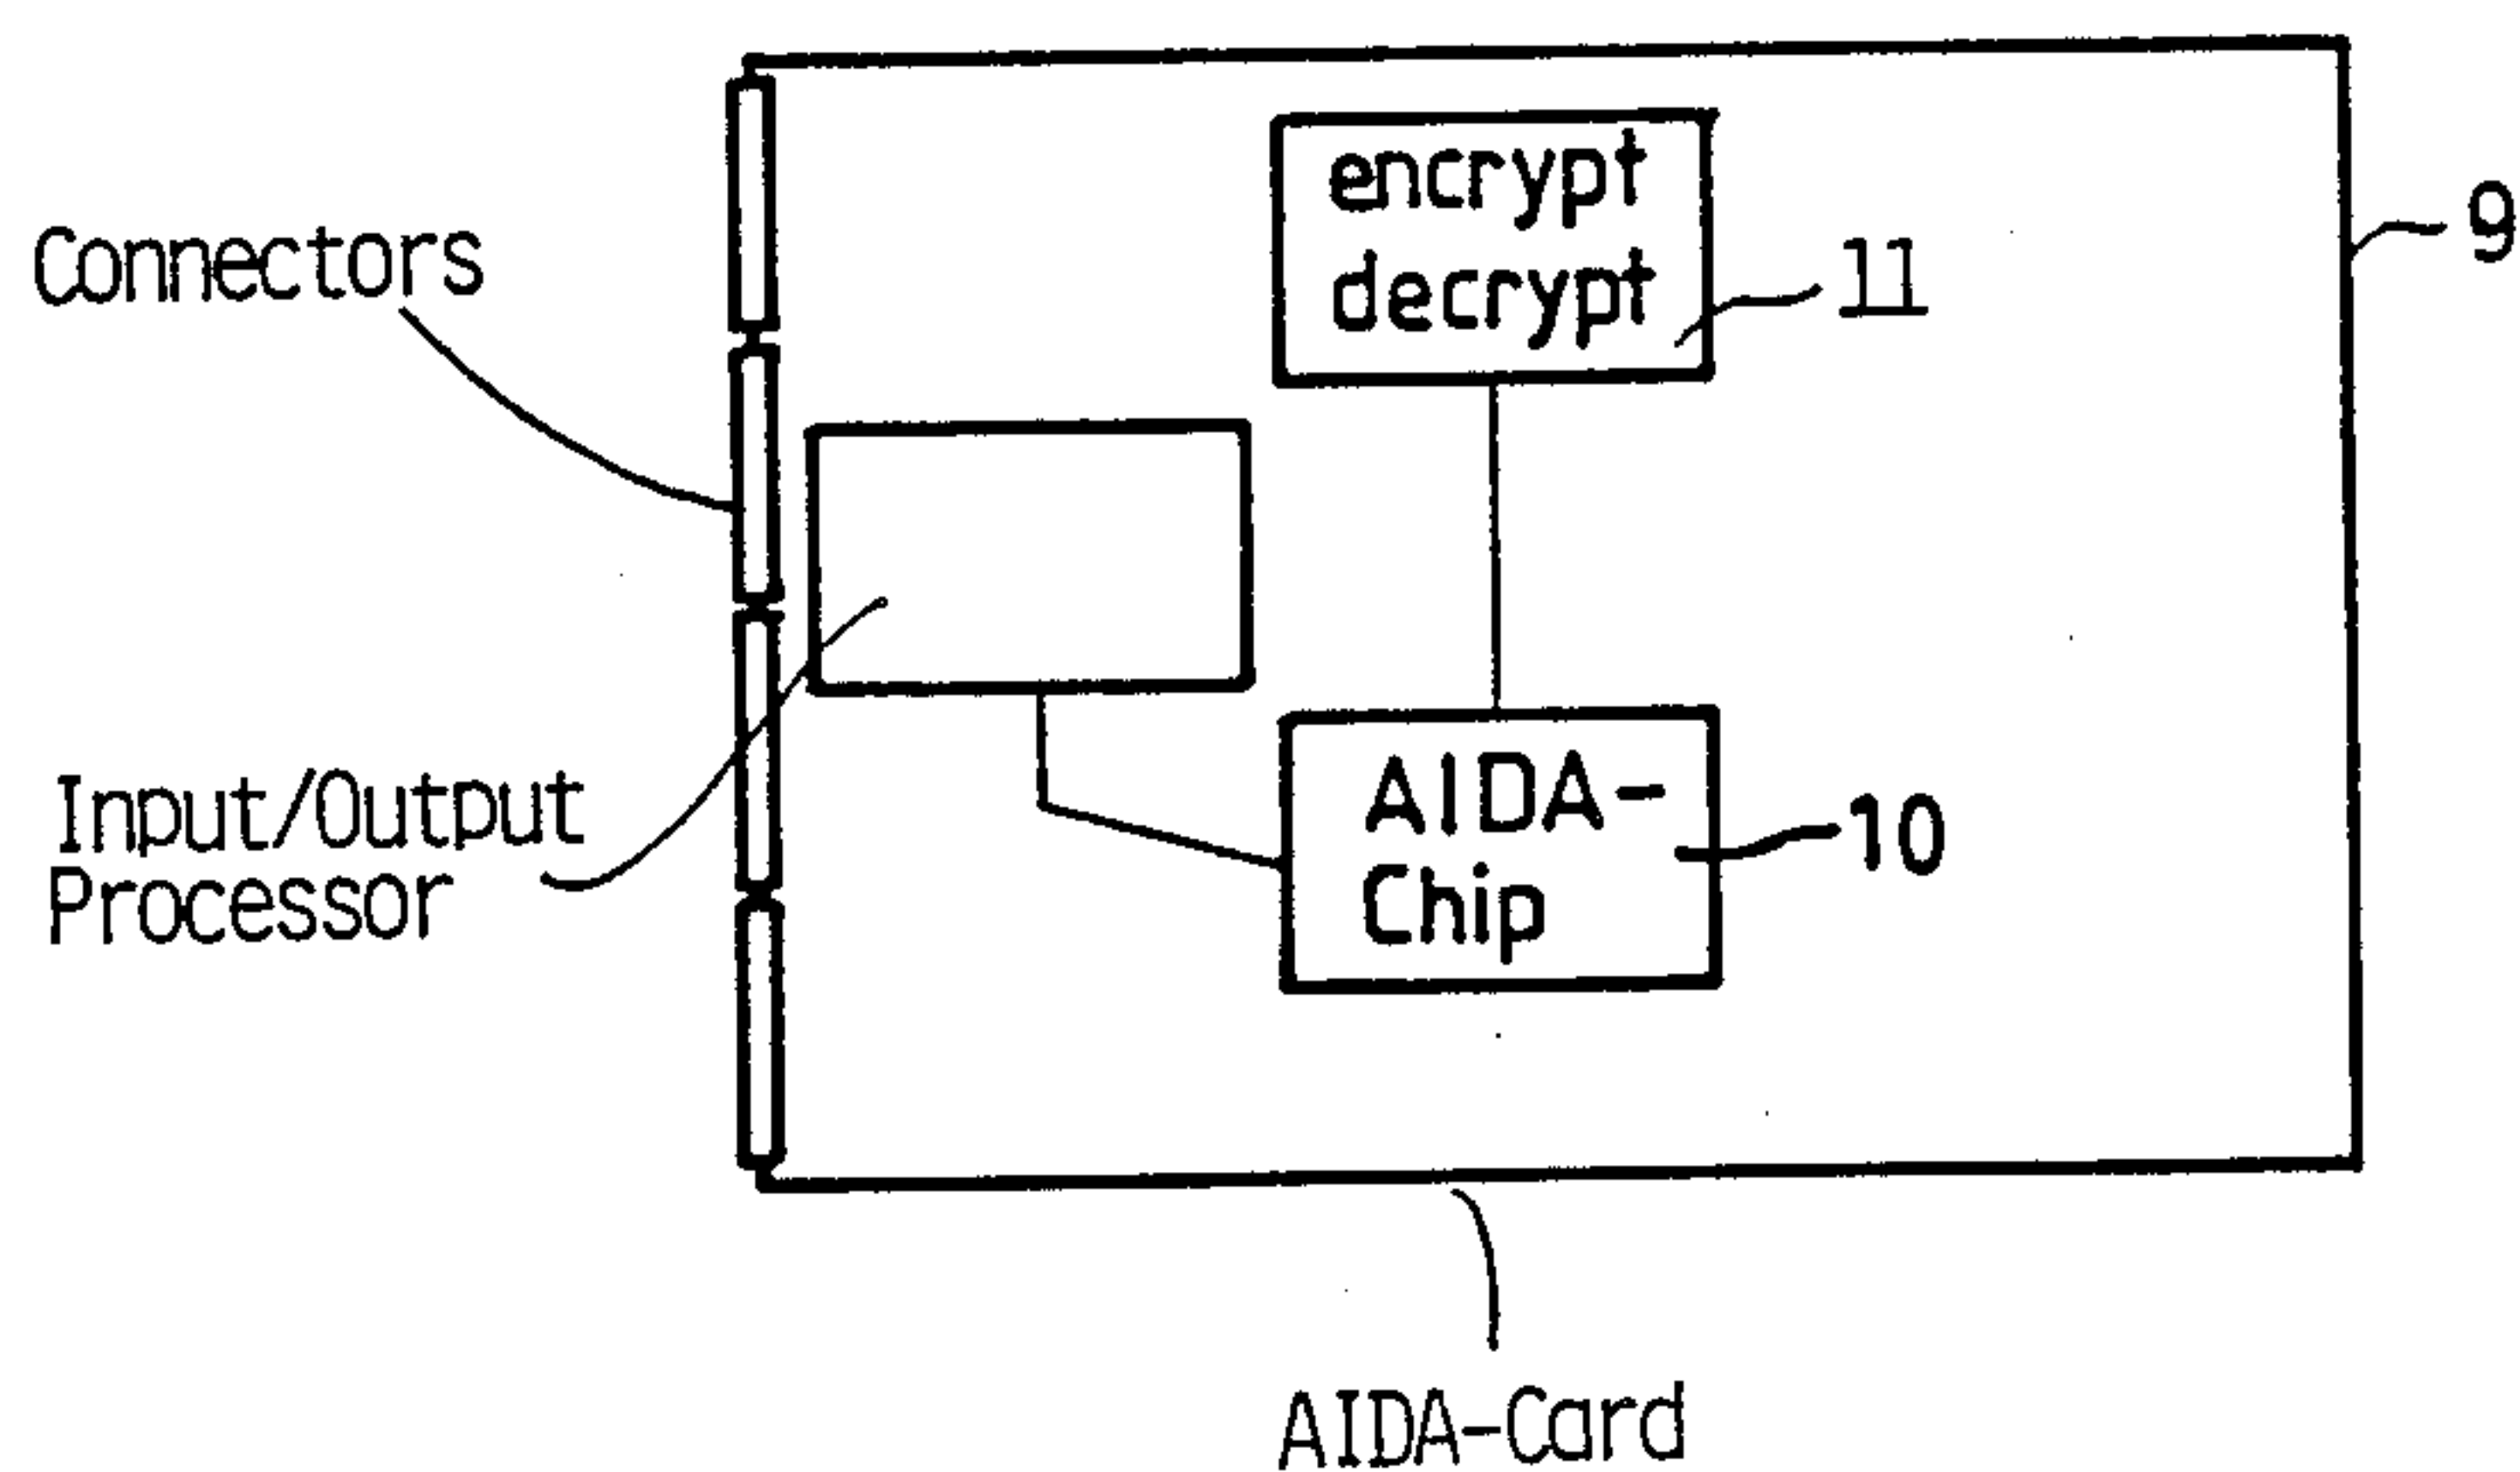 encrypt
decrypt
11
9
Connectors
Input/Output
Processor
AIDA-
Chip
10
AIDA-Card